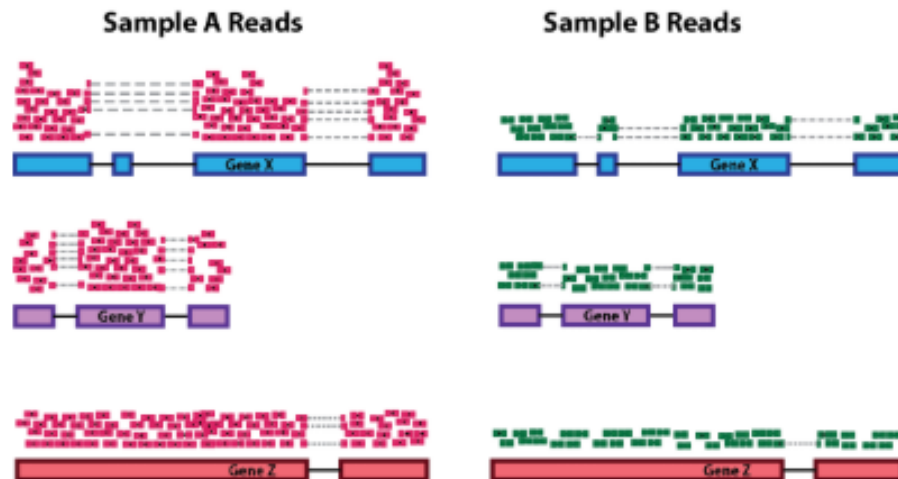 Sample A Reads
Sample B Reads
Gene X
Gene X
Gene Y
Gene Y
Gene Z
Gene Z